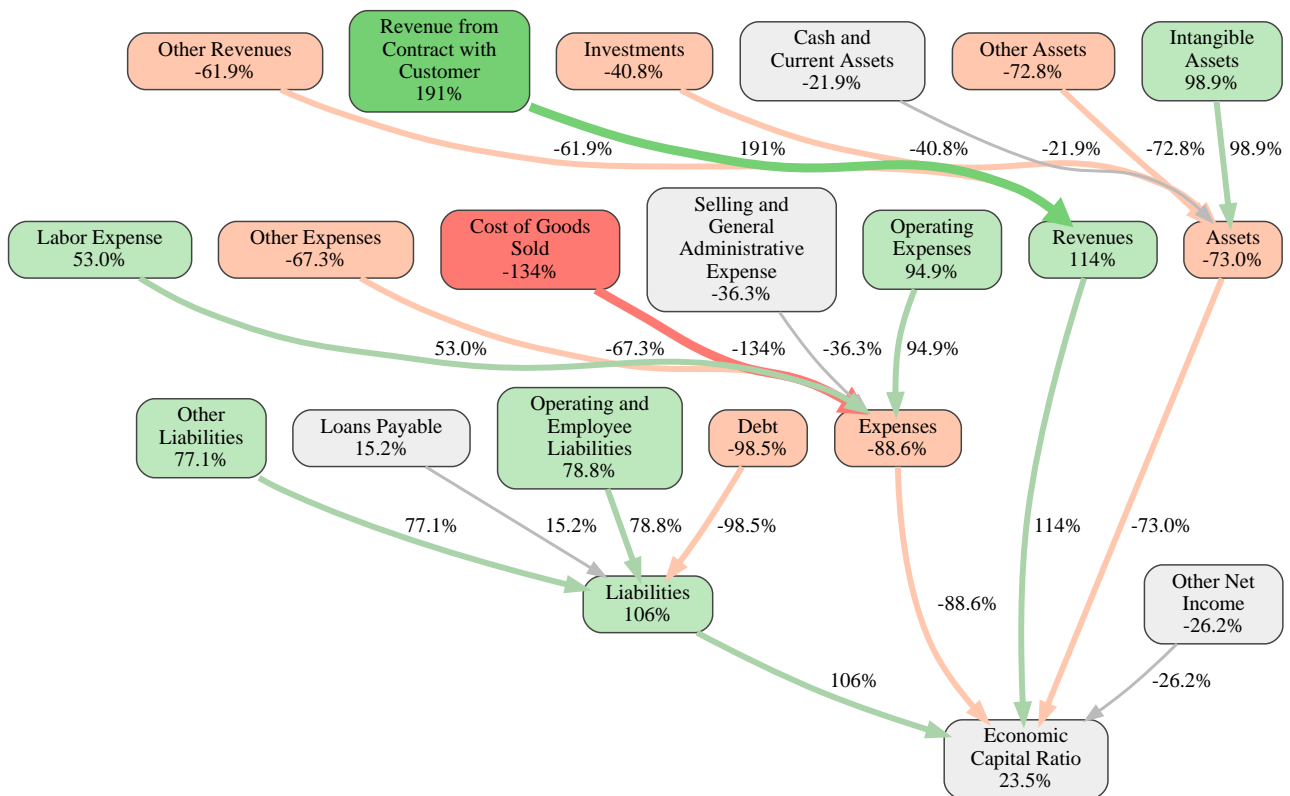 Other Revenues
-61.9%
Revenue from
Contract with
Customer
191%
Investments
-40.8%
Cash and
Current Assets
-21.9%
Other Assets
-72.8%
Intangible
Assets
98.9%
-61.9%
191%
-40.8%
-21.9%
-72.8%
98.9%
Labor Expense
53.0%
Other Expenses
-67.3%
Cost of Goods
Sold
-134%
Selling and
General
Administrative
Expense
-36.3%
Operating
Expenses
94.9%
Revenues
114%
Assets
-73.0%
53.0%
-67.3%
-134%
-36.3%
94.9%
Other
Liabilities
77.1%
Loans Payable
15.2%
Operating and
Employee
Liabilities
78.8%
Debt
-98.5%
Expenses
-88.6%
77.1%
15.2%
78.8%
-98.5%
114%
-73.0%
Liabilities
106%
-88.6%
Other Net
Income
-26.2%
106%
-26.2%
Economic
Capital Ratio
23.5%